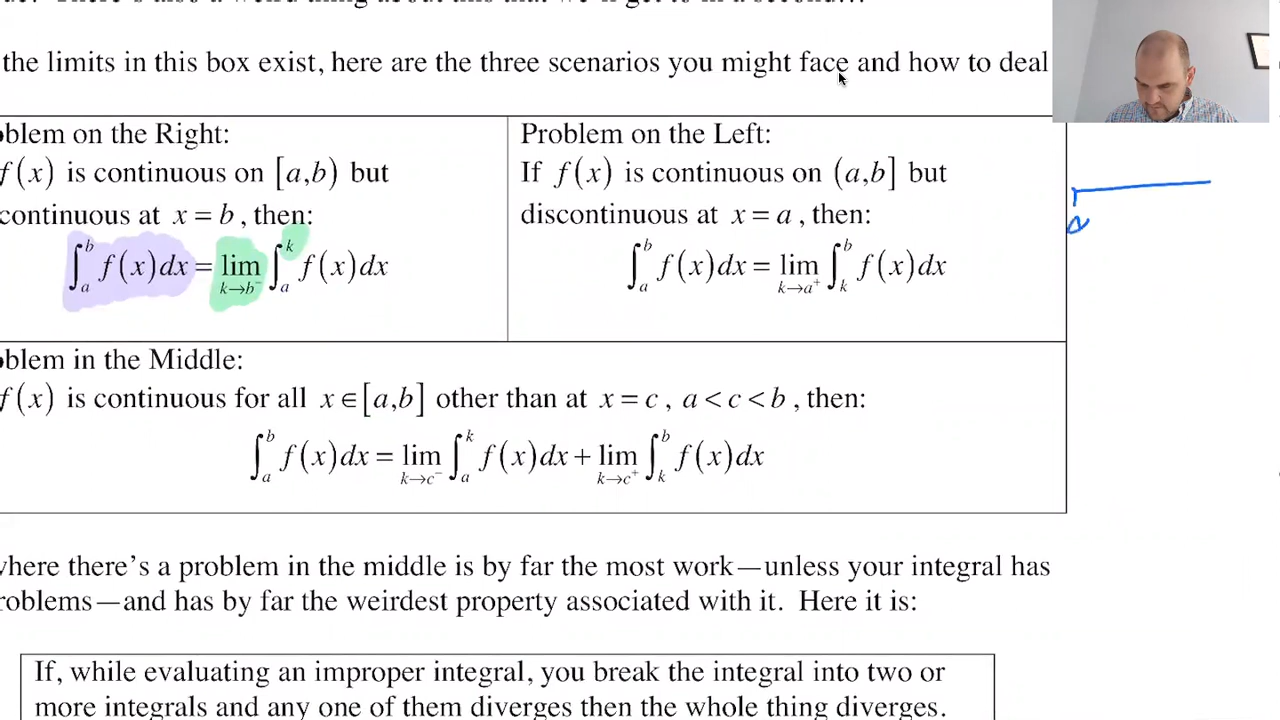 the limits in this box exist, here are the three scenarios you might face and how to deal
oblem on the Right:
f(x) is continuous on [a,b) but
continuous at x = b, then:
∫_a^b f(x)dx = lim_{k→b⁻} ∫_a^k f(x)dx
Problem on the Left:
If f(x) is continuous on (a,b] but
discontinuous at x = a, then:
∫_a^b f(x)dx = lim_{k→a⁺} ∫_k^b f(x)dx
a
oblem in the Middle:
f(x) is continuous for all x∈[a,b] other than at x = c, a < c < b, then:
∫_a^b f(x)dx = lim_{k→c⁻} ∫_a^k f(x)dx + lim_{k→c⁺} ∫_k^b f(x)dx
where there's a problem in the middle is by far the most work—unless your integral has
roblems—and has by far the weirdest property associated with it. Here it is:
If, while evaluating an improper integral, you break the integral into two or
more integrals and any one of them diverges then the whole thing diverges.